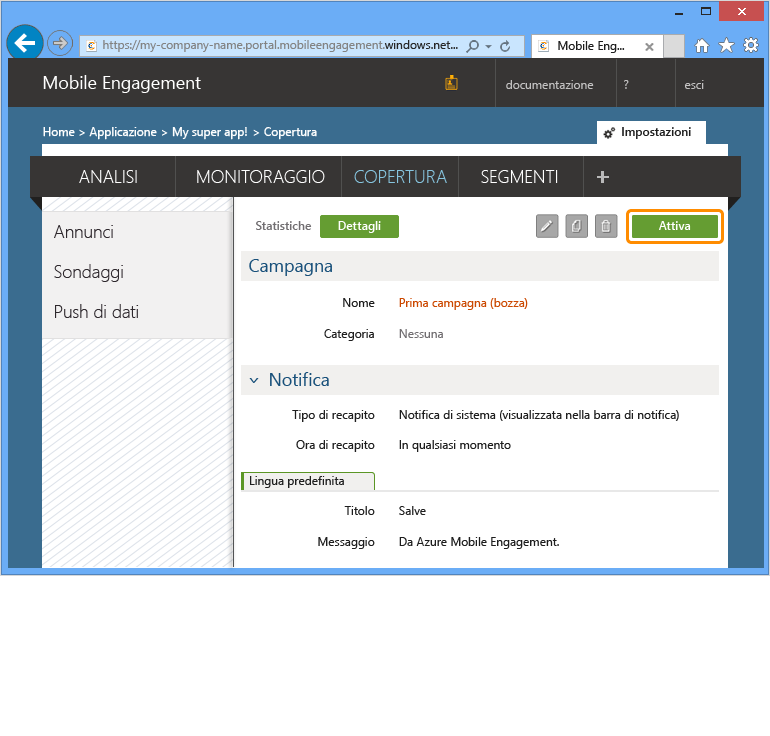 https://my-company-name.portal.mobileengagement.windows.net...
Mobile Eng...
Mobile Engagement
documentazione
?
esci
Home > Applicazione > My super app! > Copertura
Impostazioni
ANALISI
MONITORAGGIO
COPERTURA
SEGMENTI
+
Annunci
Sondaggi
Push di dati
Statistiche
Dettagli
Attiva
Campagna
Nome Prima campagna (bozza)
Categoria Nessuna
Notifica
Tipo di recapito Notifica di sistema (visualizzata nella barra di notifica)
Ora di recapito In qualsiasi momento
Lingua predefinita
Titolo Salve
Messaggio Da Azure Mobile Engagement.